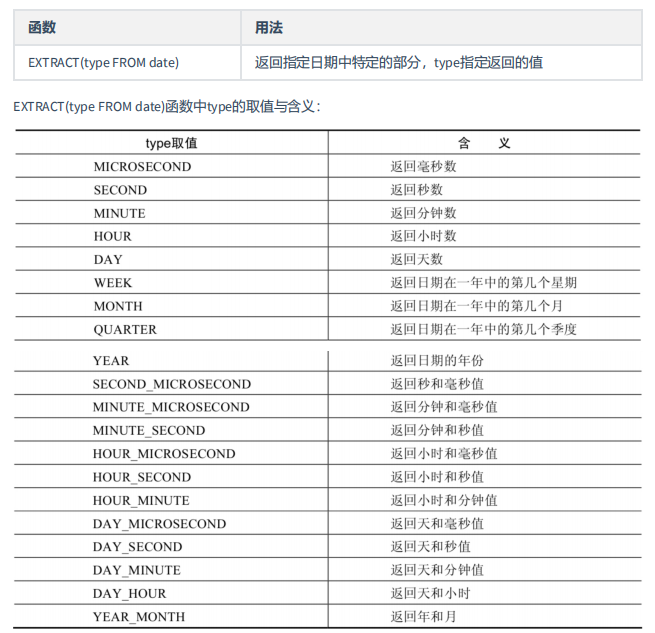 函数 用法
EXTRACT(type FROM date) 返回指定日期中特定的部分，type指定返回的值
EXTRACT(type FROM date)函数中type的取值与含义：
type取值 含 义
MICROSECOND 返回毫秒数
SECOND 返回秒数
MINUTE 返回分钟数
HOUR 返回小时数
DAY 返回天数
WEEK 返回日期在一年中的第几个星期
MONTH 返回日期在一年中的第几个月
QUARTER 返回日期在一年中的第几个季度
YEAR 返回日期的年份
SECOND_MICROSECOND 返回秒和毫秒值
MINUTE_MICROSECOND 返回分钟和毫秒值
MINUTE_SECOND 返回分钟和秒值
HOUR_MICROSECOND 返回小时和毫秒值
HOUR_SECOND 返回小时和秒值
HOUR_MINUTE 返回小时和分钟值
DAY_MICROSECOND 返回天和毫秒值
DAY_SECOND 返回天和秒值
DAY_MINUTE 返回天和分钟值
DAY_HOUR 返回天和小时
YEAR_MONTH 返回年和月